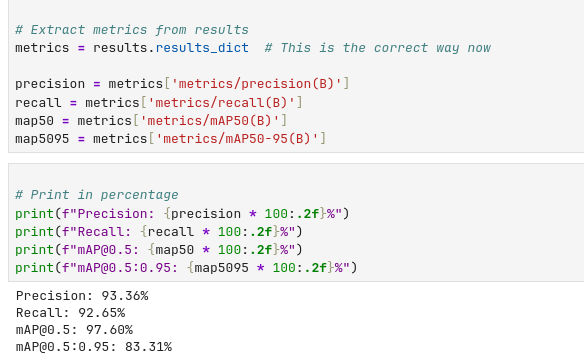 # Extract metrics from results
metrics = results.results_dict  # This is the correct way now
precision = metrics['metrics/precision(B)']
recall = metrics['metrics/recall(B)']
map50 = metrics['metrics/mAP50(B)']
map5095 = metrics['metrics/mAP50-95(B)']
# Print in percentage
print(f"Precision: {precision * 100:.2f}%")
print(f"Recall: {recall * 100:.2f}%")
print(f"mAP@0.5: {map50 * 100:.2f}%")
print(f"mAP@0.5:0.95: {map5095 * 100:.2f}%")
Precision: 93.36%
Recall: 92.65%
mAP@0.5: 97.60%
mAP@0.5:0.95: 83.31%